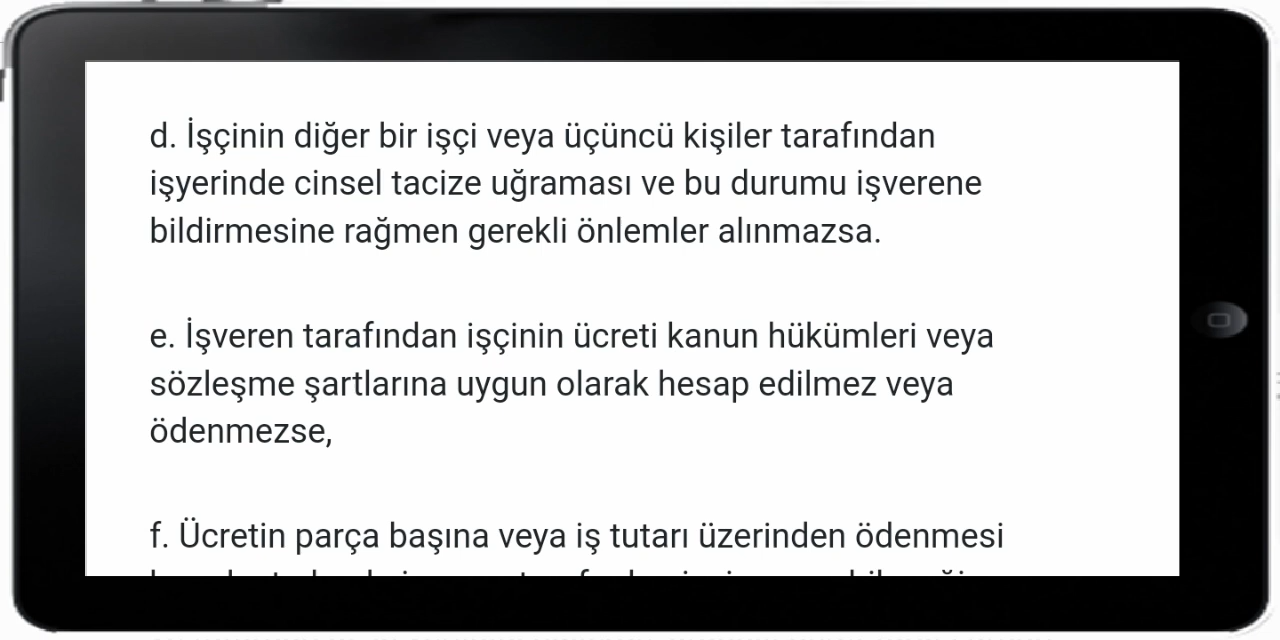 d. İşçinin diğer bir işçi veya üçüncü kişiler tarafından
işyerinde cinsel tacize uğraması ve bu durumu işverene
bildirmesine rağmen gerekli önlemler alınmazsa.
e. İşveren tarafından işçinin ücreti kanun hükümleri veya
sözleşme şartlarına uygun olarak hesap edilmez veya
ödenmezse,
f. Ücretin parça başına veya iş tutarı üzerinden ödenmesi